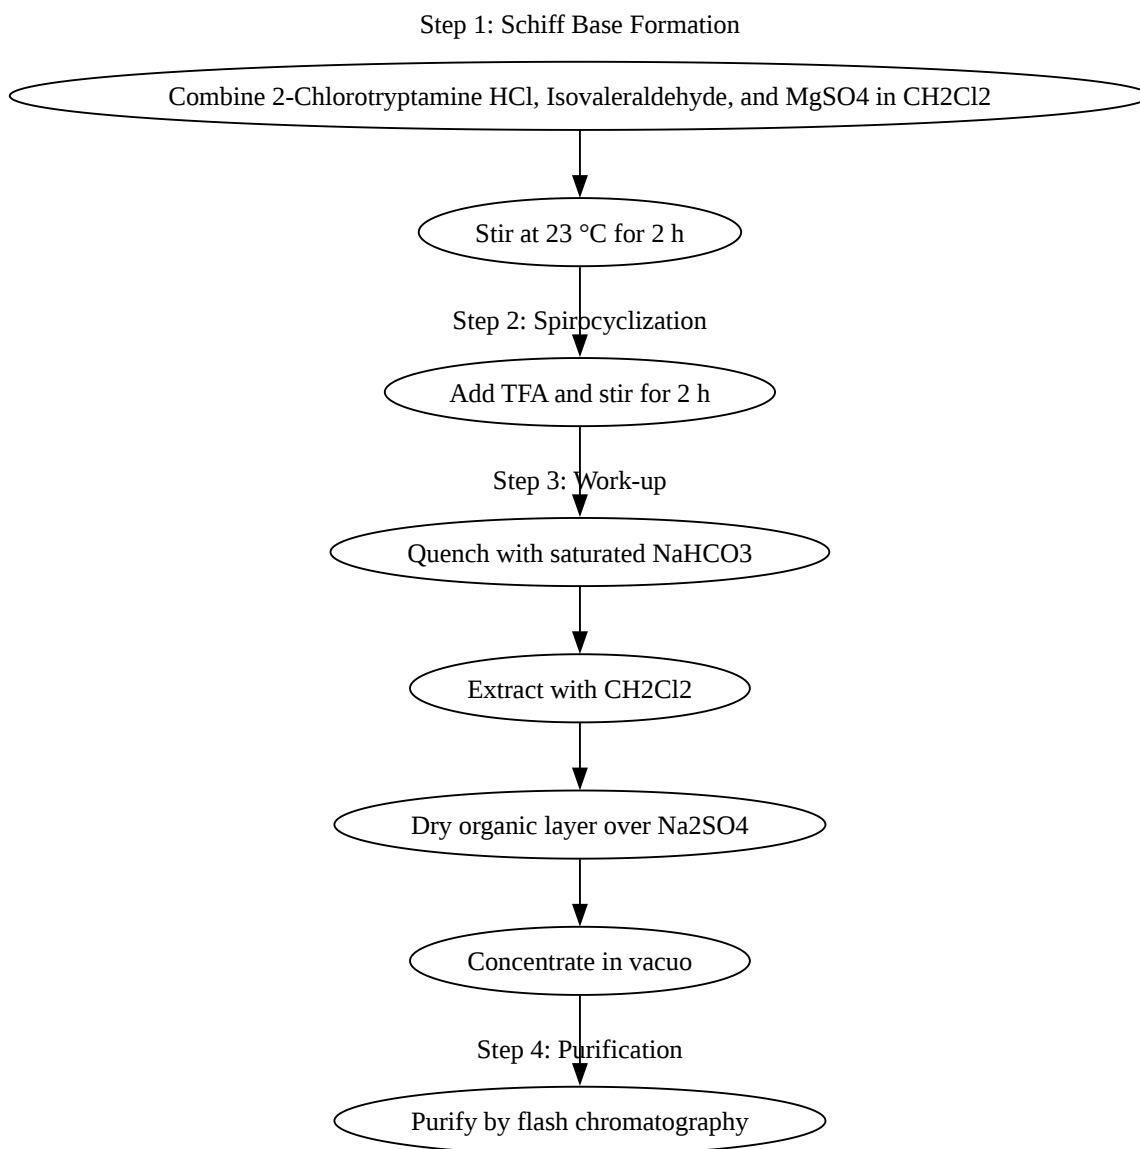 Step 1: Schiff Base Formation
Combine 2-Chlorotryptamine HCl, Isovaleraldehyde, and MgSO4 in CH2Cl2
Stir at 23 °C for 2 h
Step 2: Spirocyclization
Add TFA and stir for 2 h
Step 3: Work-up
Quench with saturated NaHCO3
Extract with CH2Cl2
Dry organic layer over Na2SO4
Concentrate in vacuo
Step 4: Purification
Purify by flash chromatography